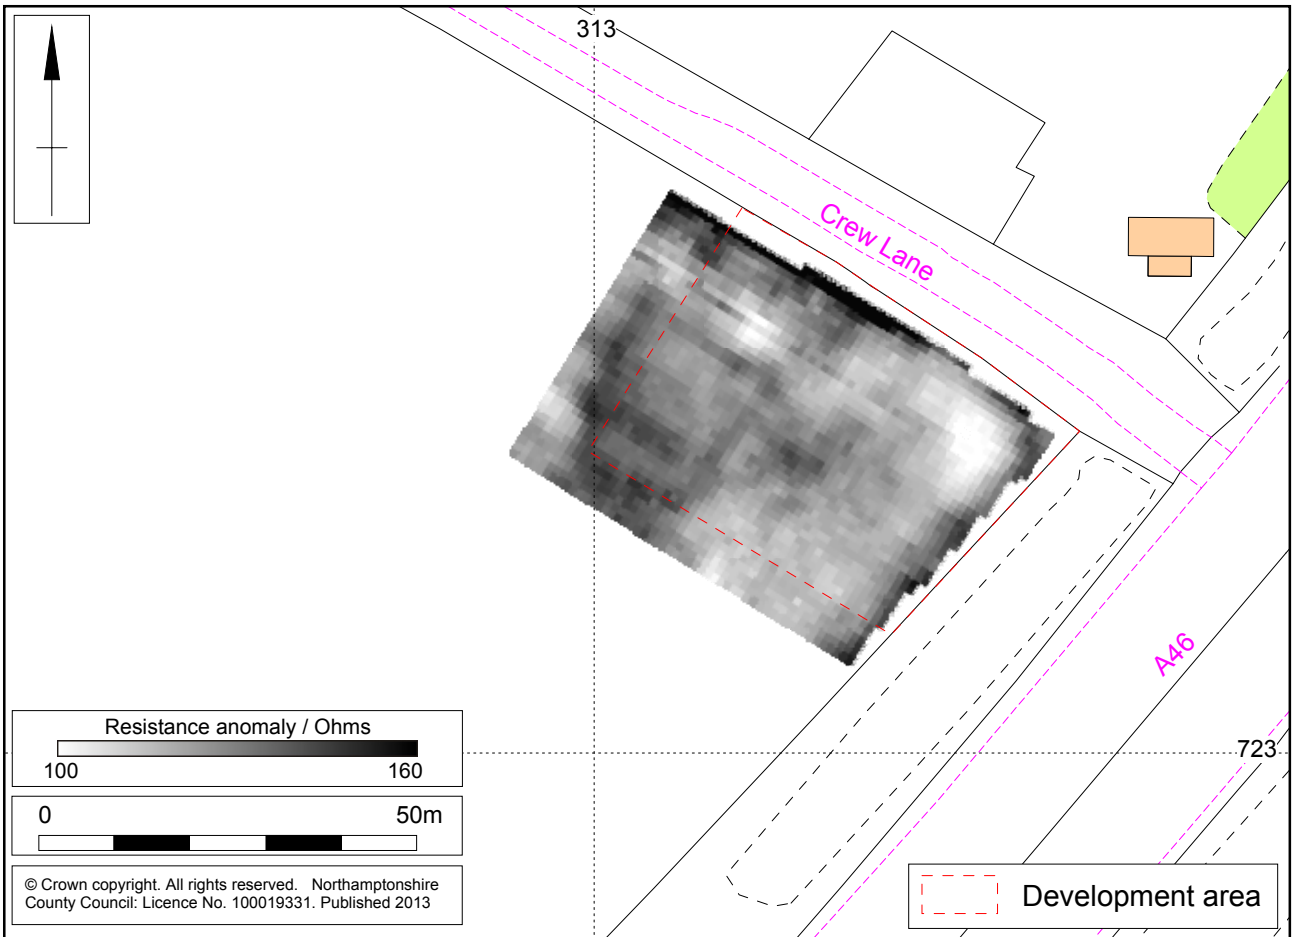 313
Crew Lane
A46
723
Resistance anomaly / Ohms
100 160
0 50m
© Crown copyright. All rights reserved. Northamptonshire
County Council: Licence No. 100019331. Published 2013
Development area